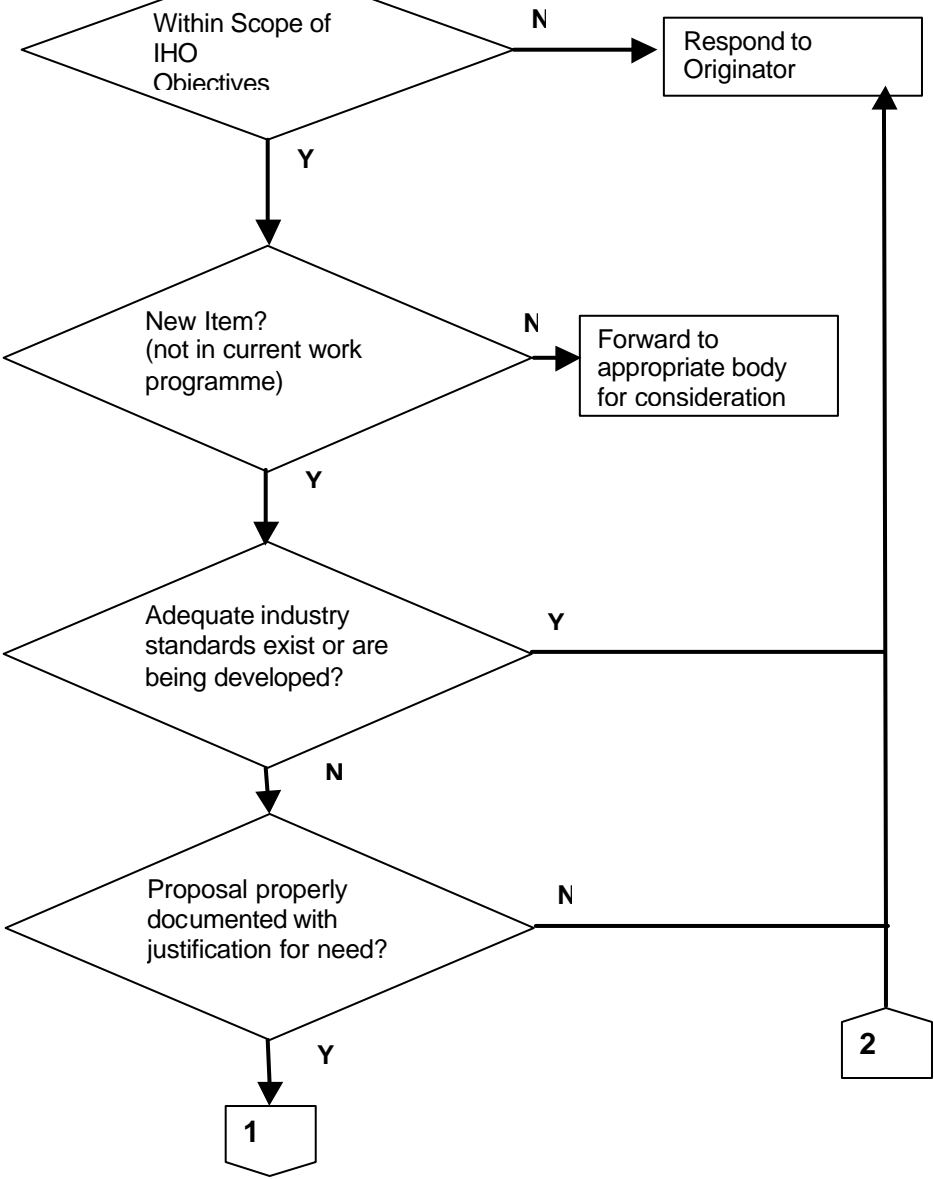 Within Scope of
IHO
Objectives
N
Respond to
Originator
Y
New Item?
(not in current work
programme)
N
Forward to
appropriate body
for consideration
Y
Adequate industry
standards exist or are
being developed?
Y
N
Proposal properly
documented with
justification for need?
N
Y
2
1